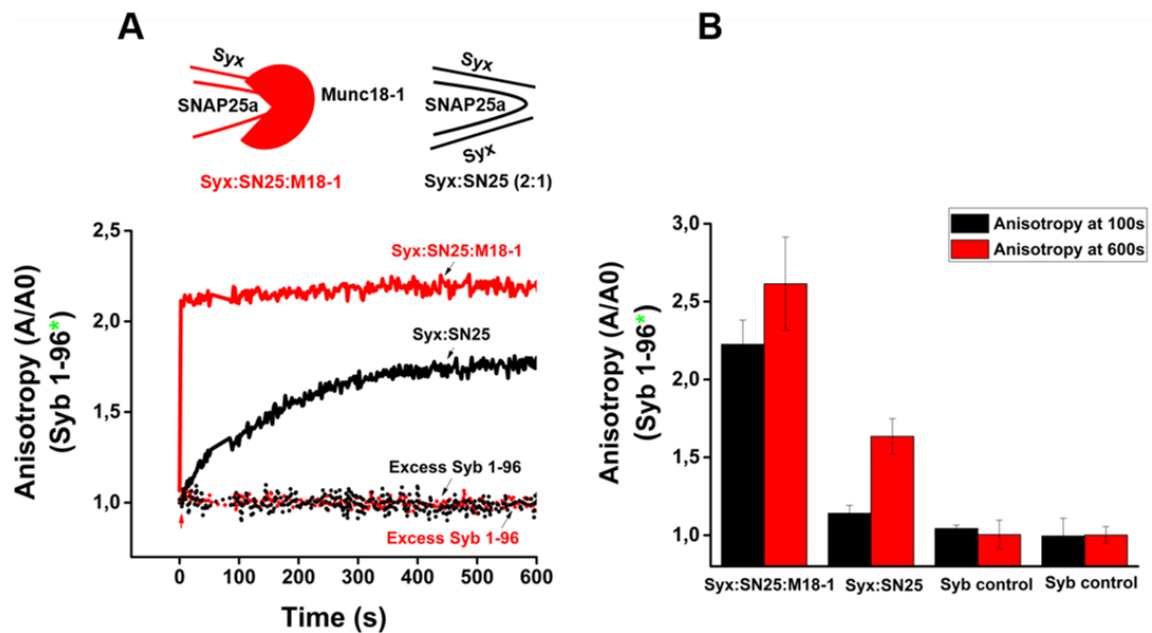 A
Syx
SNAP25a
Munc18-1
Syx:SN25:M18-1
Syx
SNAP25a
Syx
Syx:SN25 (2:1)
Anisotropy (A/A0)
(Syb 1-96*)
2,5
2,0
1,5
1,0
Syx:SN25:M18-1
Syx:SN25
Excess Syb 1-96
Excess Syb 1-96
0 100 200 300 400 500 600
Time (s)
B
Anisotropy (A/A0)
(Syb 1-96*)
3,0
2,5
2,0
1,5
1,0
Anisotropy at 100s
Anisotropy at 600s
Syx:SN25:M18-1 Syx:SN25 Syb control Syb control